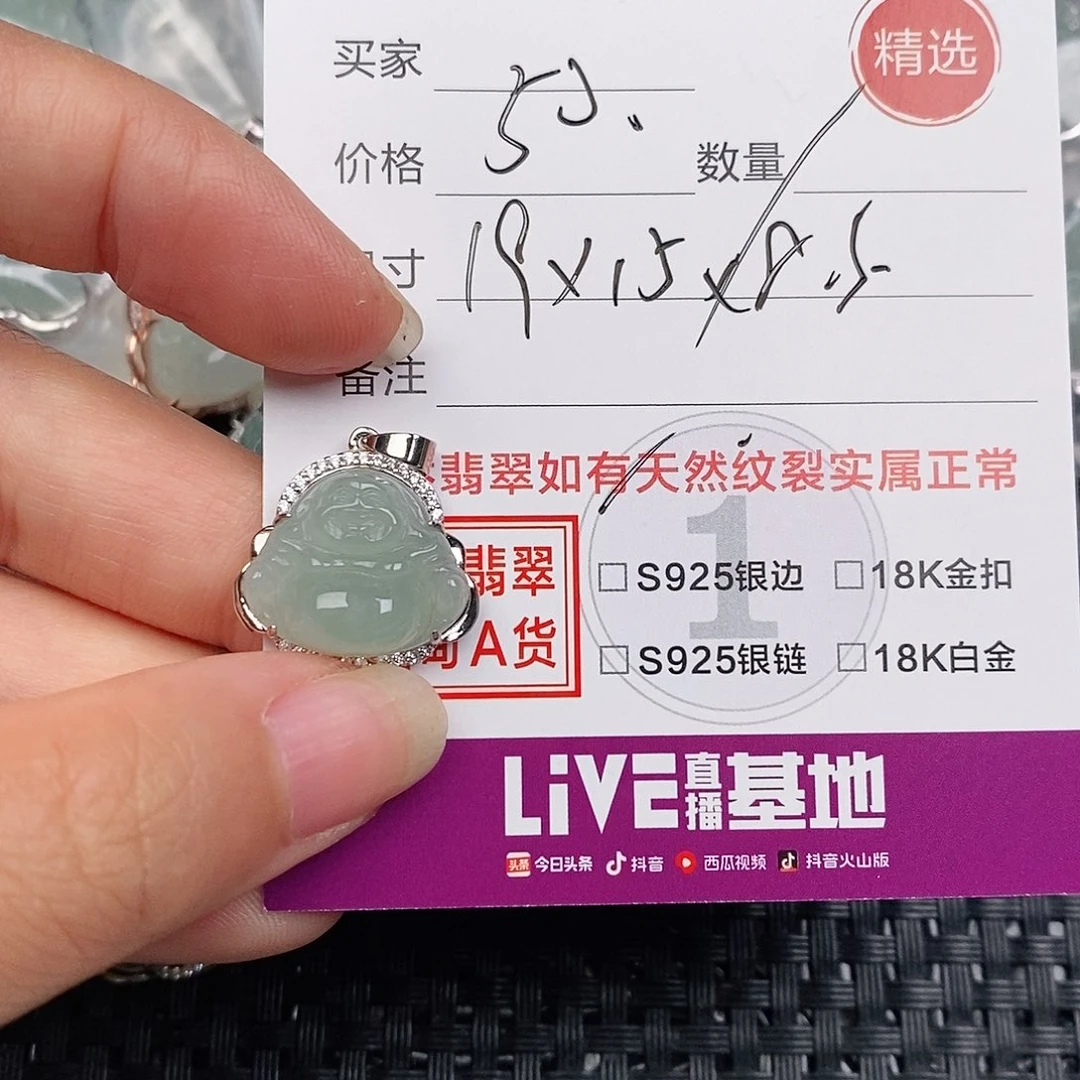 买家
精选
50.
价格
数量
寸 19x15x8.5
备注
翡翠如有天然纹裂实属正常
1
翡翠
A货
□S925银边 □18K金扣
□S925银链 □18K白金
LiVE直播基地
头条 今日头条 抖音 西瓜视频 抖音火山版